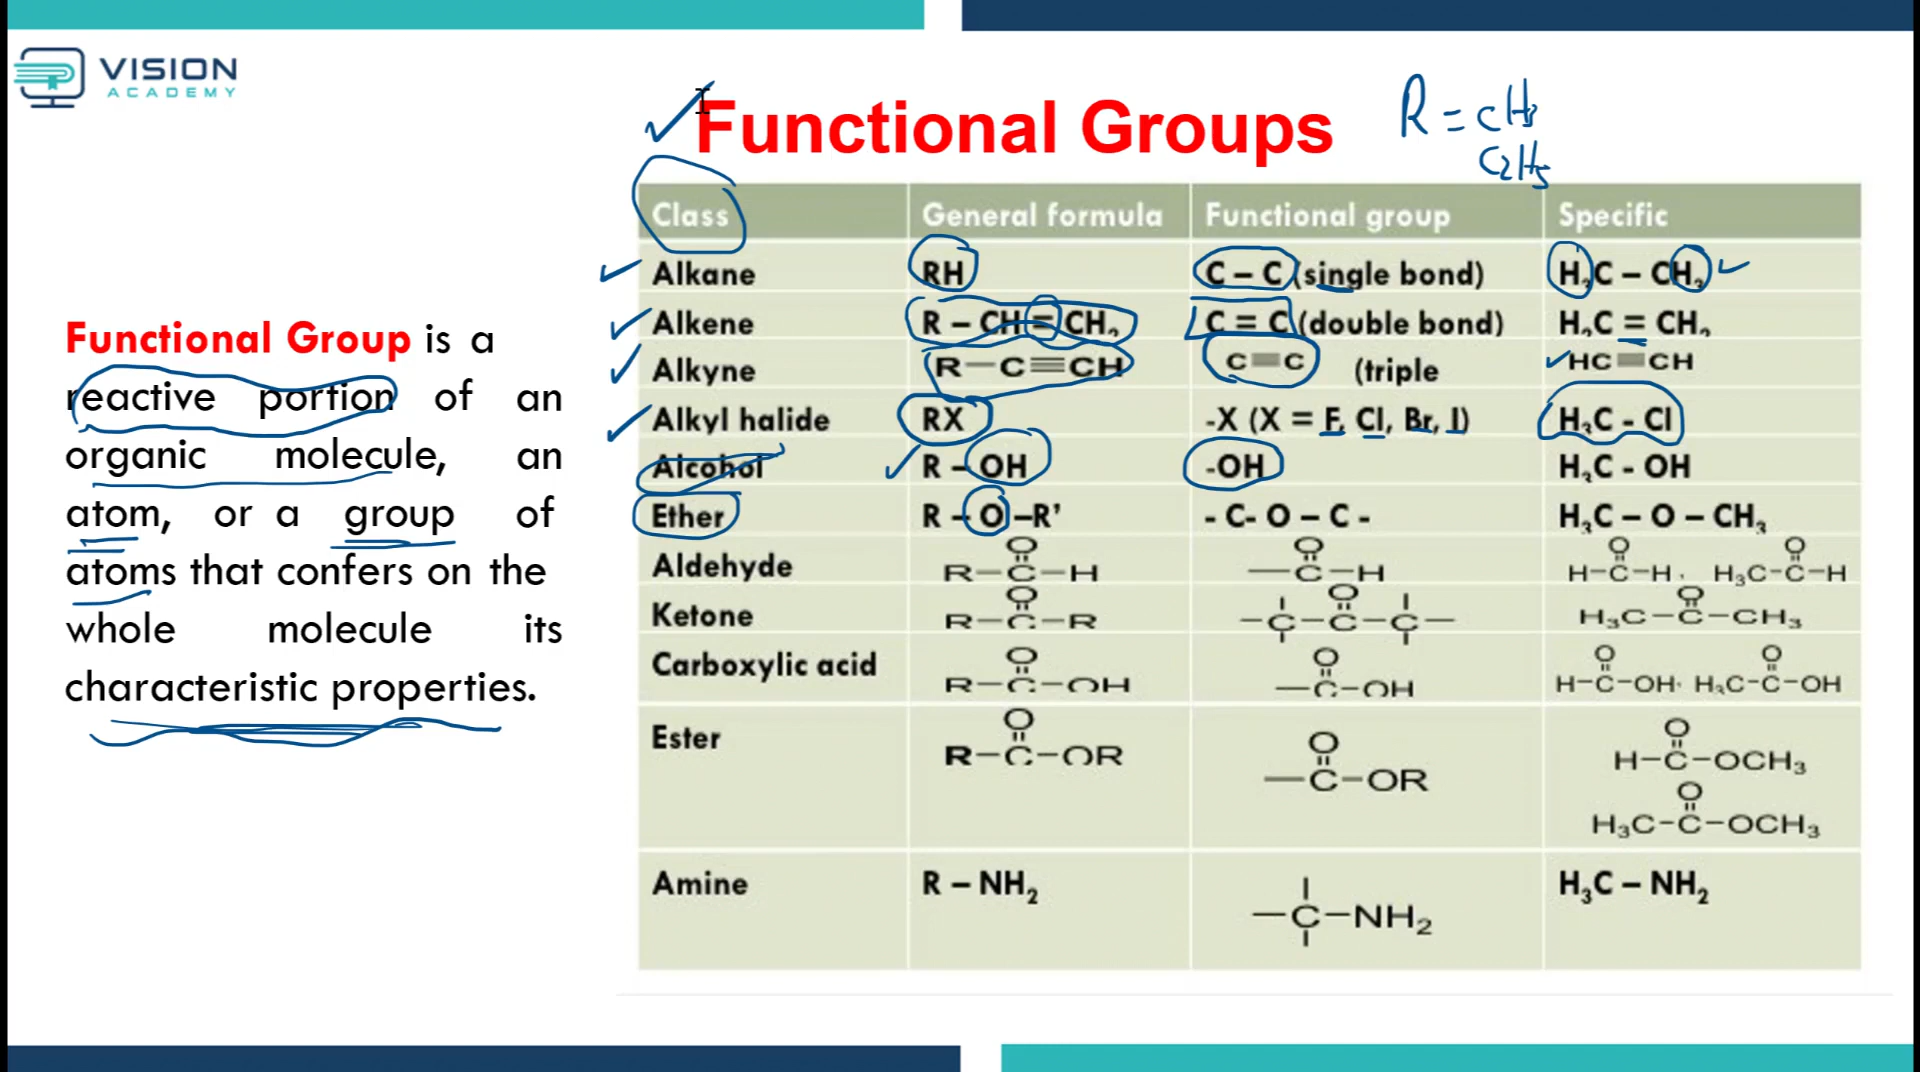 VISION
ACADEMY
Functional Groups
R = CH3
C2H5
Functional Group is a
reactive portion of an
organic molecule, an
atom, or a group of
atoms that confers on the
whole molecule its
characteristic properties.
Class General formula Functional group Specific
Alkane RH C – C (single bond) H3C – CH3
Alkene R – CH = CH2 C = C (double bond) H2C = CH2
Alkyne R—C≡CH C≡C (triple HC≡CH
Alkyl halide RX -X (X = F, Cl, Br, I) H3C - Cl
Alcohol R – OH -OH H3C - OH
Ether R – O –R' - C- O – C - H3C – O – CH3
O O O O
Aldehyde R—C—H —C—H H—C—H, H3C—C—H
O O O
Ketone R—C—R —C—C—C— H3C—C—CH3
O O O O
Carboxylic acid R—C—OH —C—OH H—C—OH, H3C—C—OH
O O O
Ester R—C—OR —C—OR H—C—OCH3
O
H3C—C—OCH3
Amine R – NH2 —C—NH2 H3C – NH2